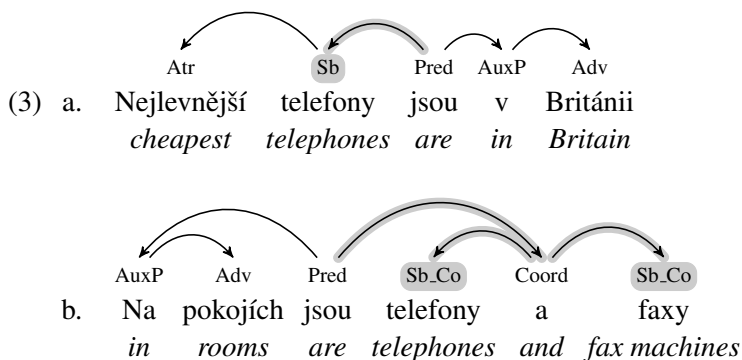 Atr Sb Pred AuxP Adv
(3) a. Nejlevnější telefony jsou v Británii
cheapest telephones are in Britain
AuxP Adv Pred Sb_Co Coord Sb_Co
b. Na pokojích jsou telefony a faxy
in rooms are telephones and fax machines